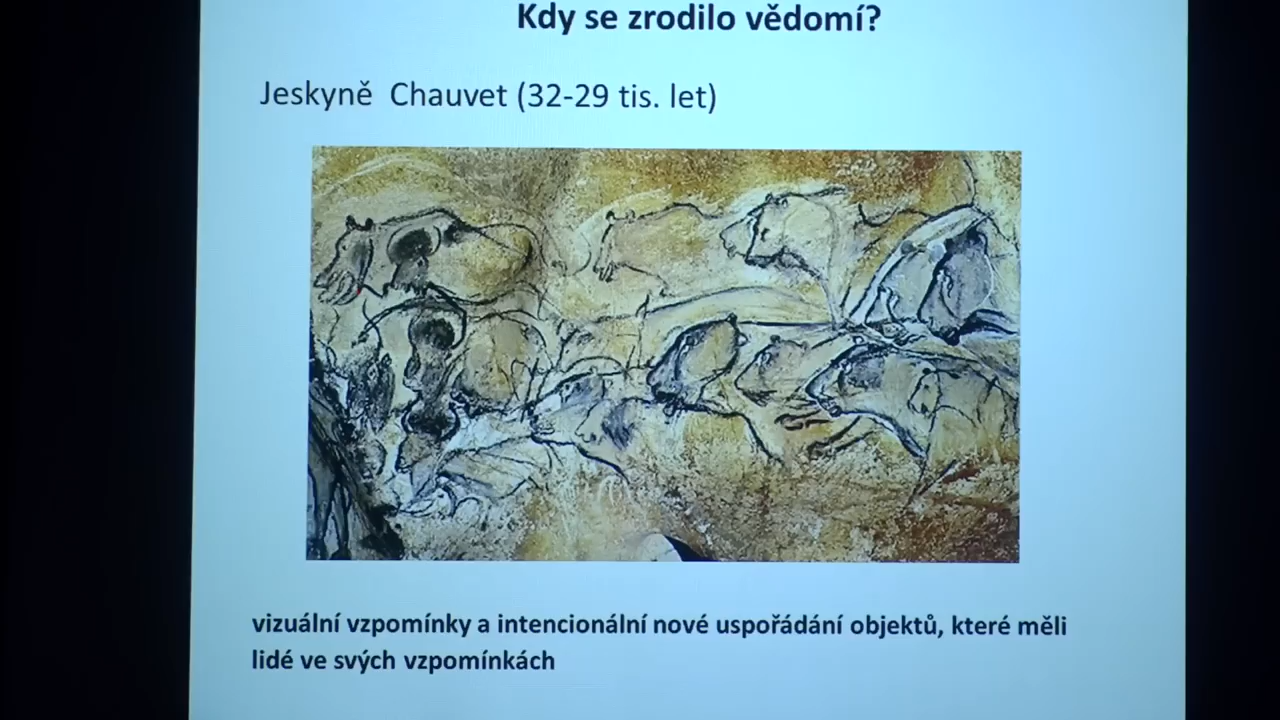 Kdy se zrodilo vědomí?
Jeskyně Chauvet (32-29 tis. let)
vizuální vzpomínky a intencionální nové uspořádání objektů, které měli
lidé ve svých vzpomínkách